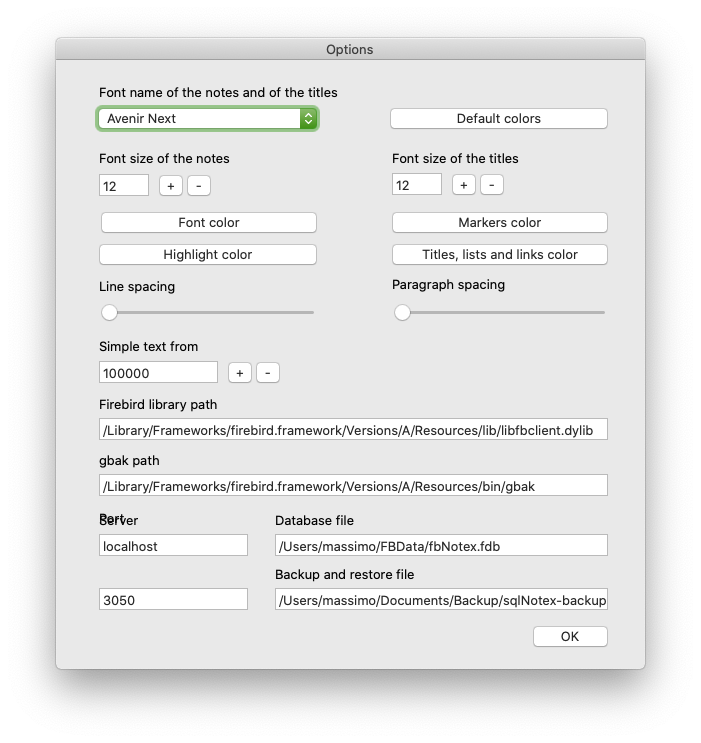 Options
Font name of the notes and of the titles
Avenir Next
Default colors
Font size of the notes
Font size of the titles
12
+
-
12
+
-
Font color
Markers color
Highlight color
Titles, lists and links color
Line spacing
Paragraph spacing
Simple text from
100000
+
-
Firebird library path
/Library/Frameworks/firebird.framework/Versions/A/Resources/lib/libfbclient.dylib
gbak path
/Library/Frameworks/firebird.framework/Versions/A/Resources/bin/gbak
Port
Server
Database file
localhost
/Users/massimo/FBData/fbNotex.fdb
Backup and restore file
3050
/Users/massimo/Documents/Backup/sqlNotex-backup
OK